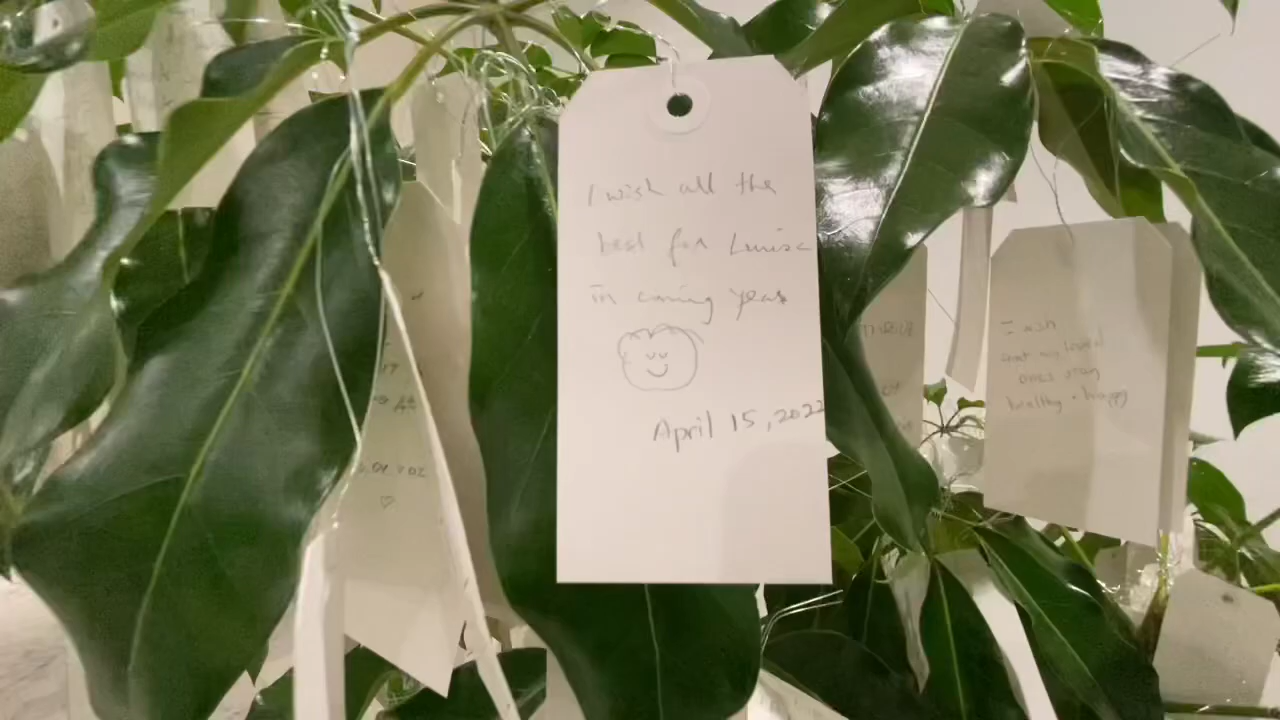 I wish all the
best for Luisa
in coming years
April 15, 2022
I wish
that my loved
ones stay
healthy + happy